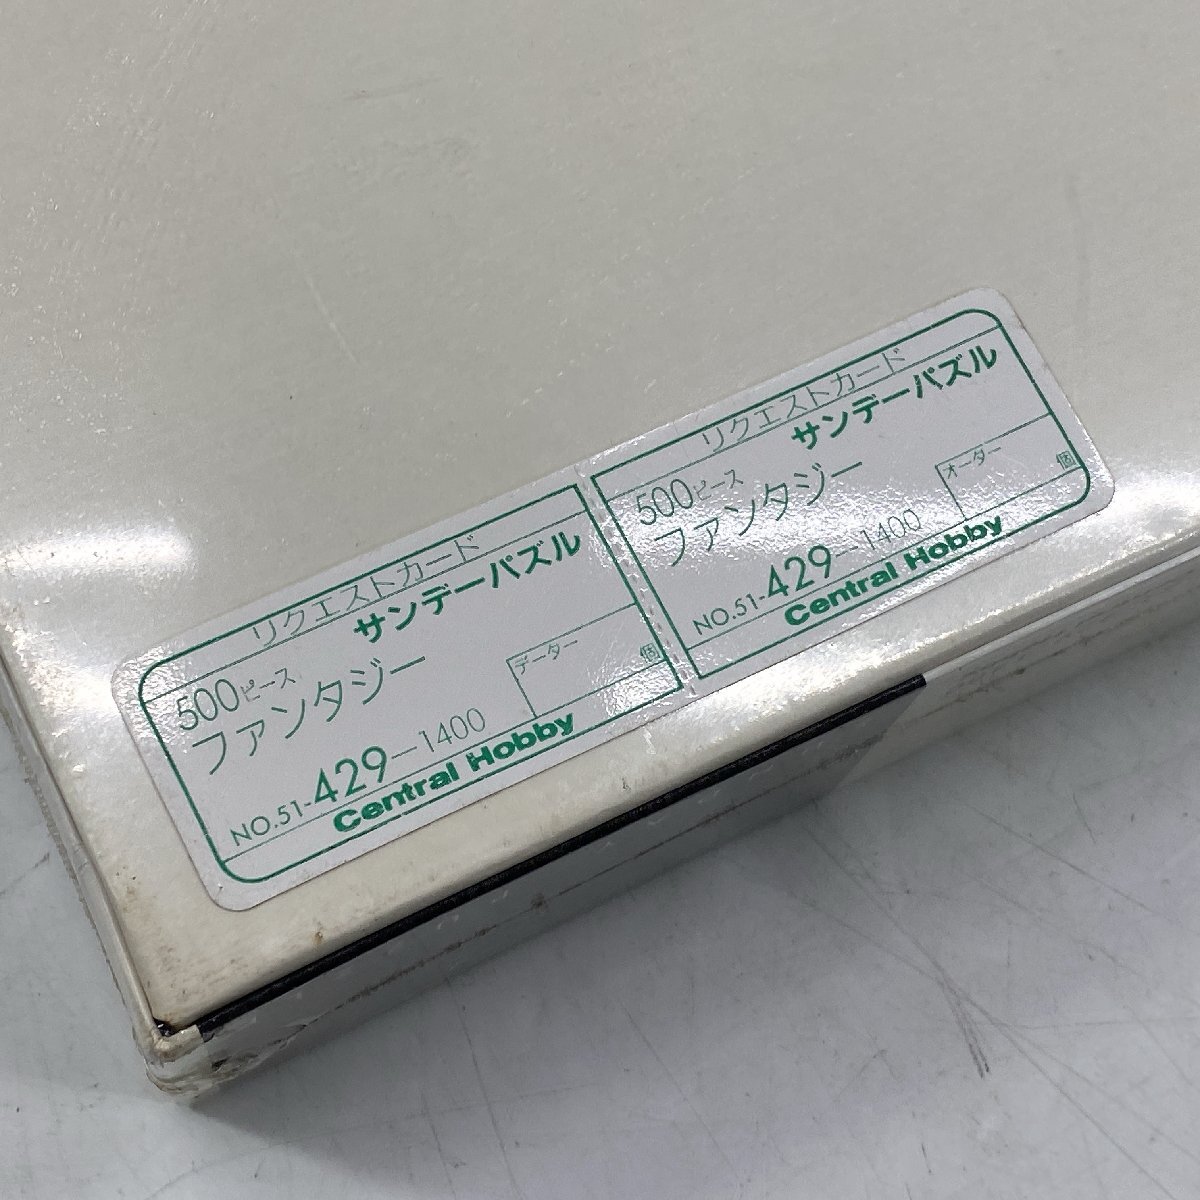 リクエストカード
サンデーパズル
500ピース
ファンタジー
データー 個
NO.51-429-1400
Central Hobby
リクエストカード
サンデーパズル
500ピース
ファンタジー
オーダー 個
NO.51-429-1400
Central Hobby